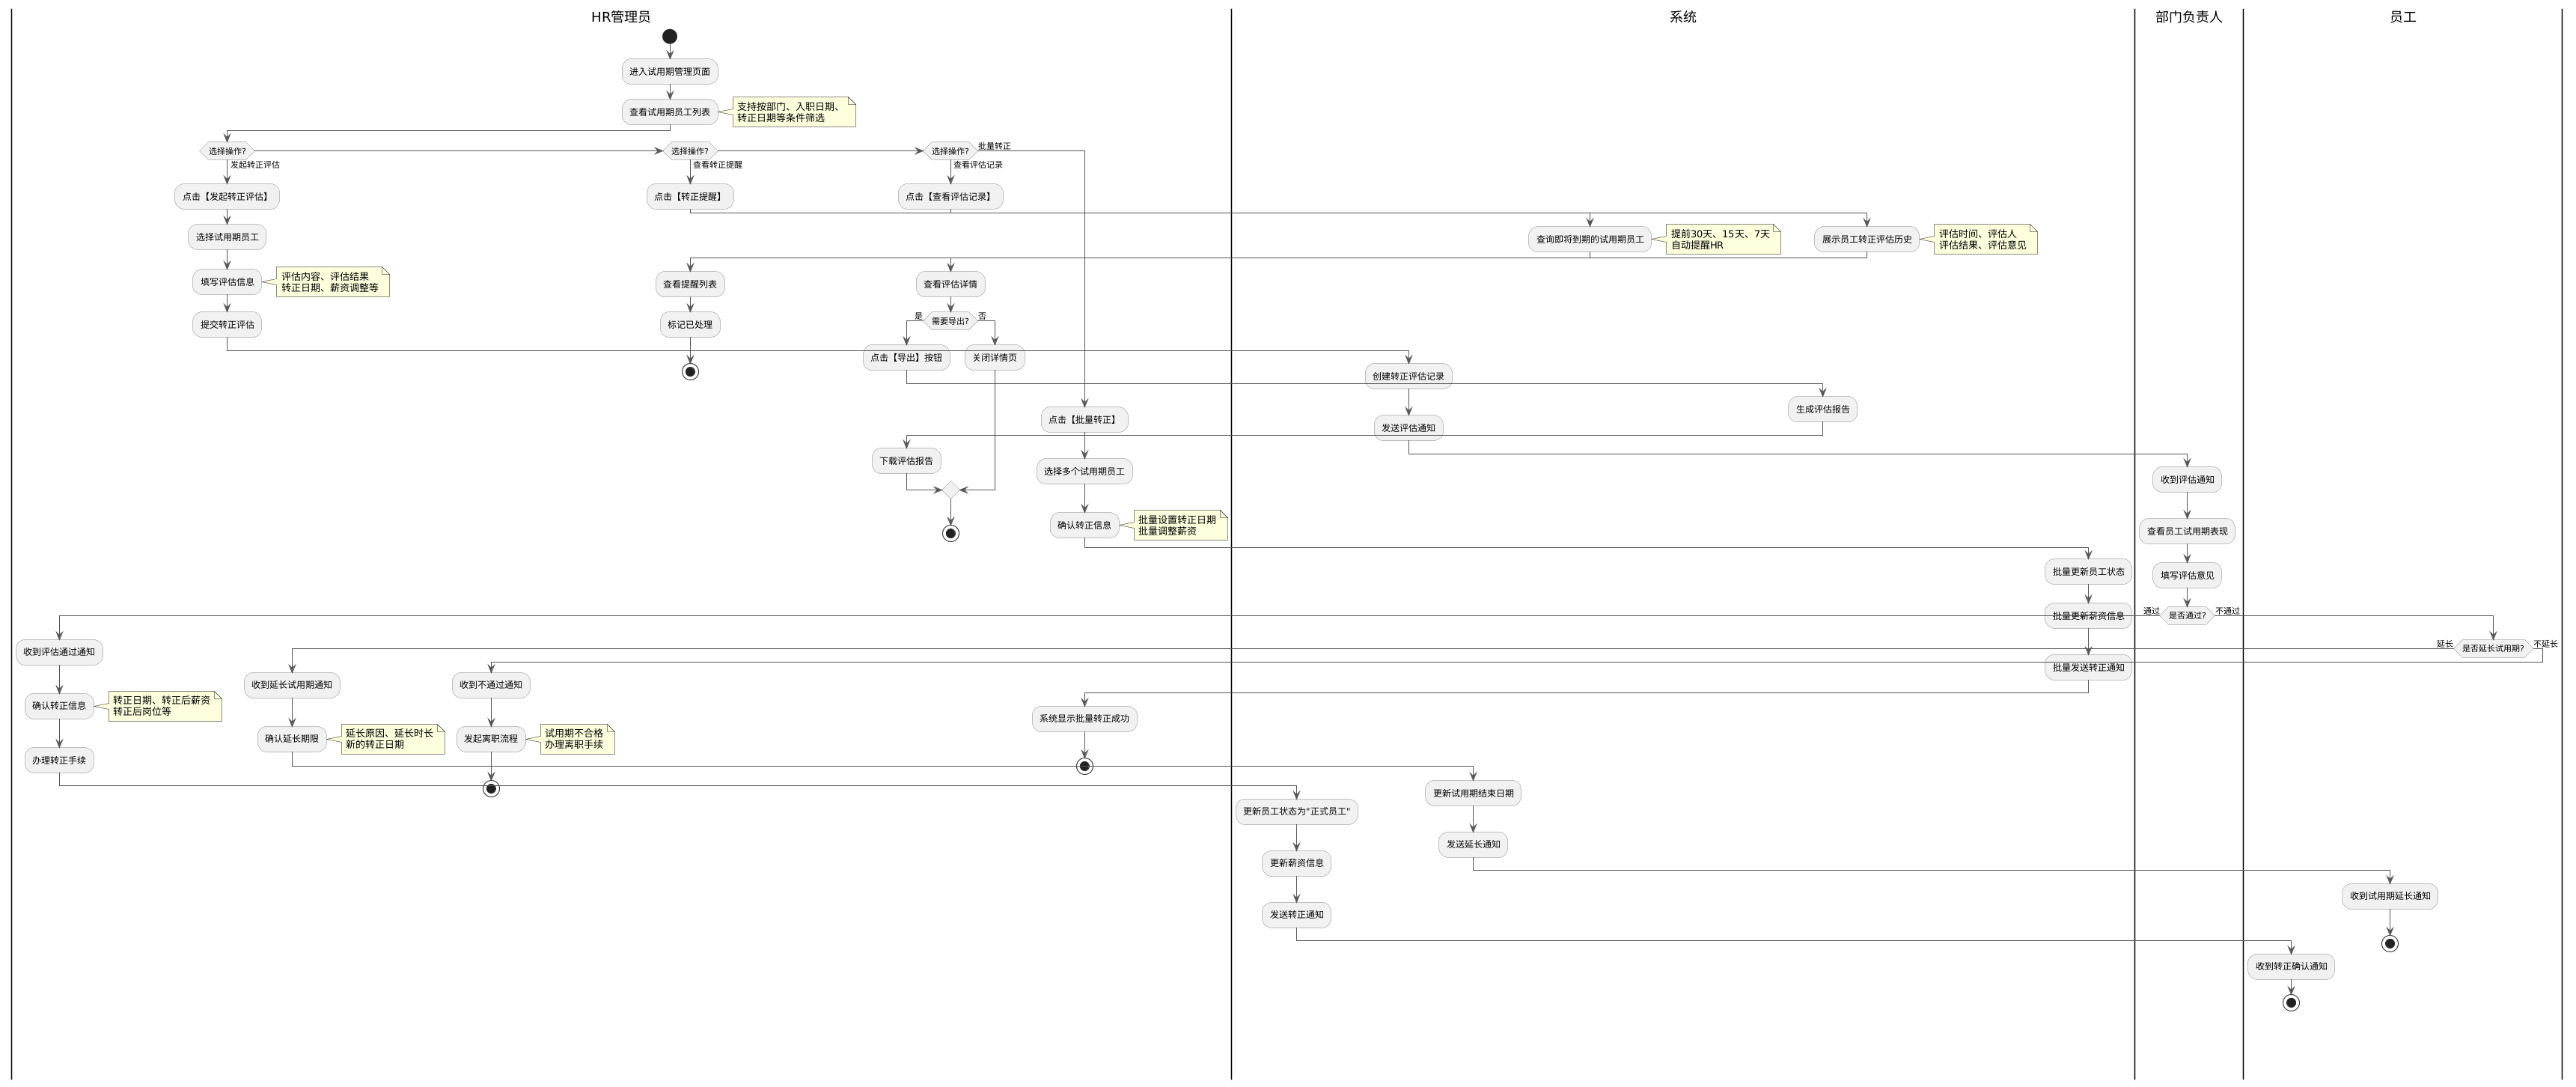 HR管理员
系统
部门负责人
员工
进入试用期管理页面
查看试用期员工列表
支持按部门、入职日期、
转正日期等条件筛选
选择操作?
发起转正评估
选择操作?
查看转正提醒
选择操作?
查看评估记录
批量转正
点击【发起转正评估】
点击【转正提醒】
点击【查看评估记录】
选择试用期员工
查询即将到期的试用期员工
提前30天、15天、7天
自动提醒HR
展示员工转正评估历史
评估时间、评估人
评估结果、评估意见
填写评估信息
评估内容、评估结果
转正日期、薪资调整等
查看提醒列表
查看评估详情
提交转正评估
标记已处理
是
需要导出?
否
点击【导出】按钮
关闭详情页
创建转正评估记录
生成评估报告
点击【批量转正】
发送评估通知
下载评估报告
选择多个试用期员工
收到评估通知
确认转正信息
批量设置转正日期
批量调整薪资
查看员工试用期表现
批量更新员工状态
填写评估意见
批量更新薪资信息
通过
是否通过?
不通过
收到评估通过通知
延长
是否延长试用期?
不延长
批量发送转正通知
收到延长试用期通知
收到不通过通知
确认转正信息
转正日期、转正后薪资
转正后岗位等
系统显示批量转正成功
确认延长期限
延长原因、延长时长
新的转正日期
发起离职流程
试用期不合格
办理离职手续
办理转正手续
更新试用期结束日期
更新员工状态为"正式员工"
发送延长通知
更新薪资信息
收到试用期延长通知
发送转正通知
收到转正确认通知